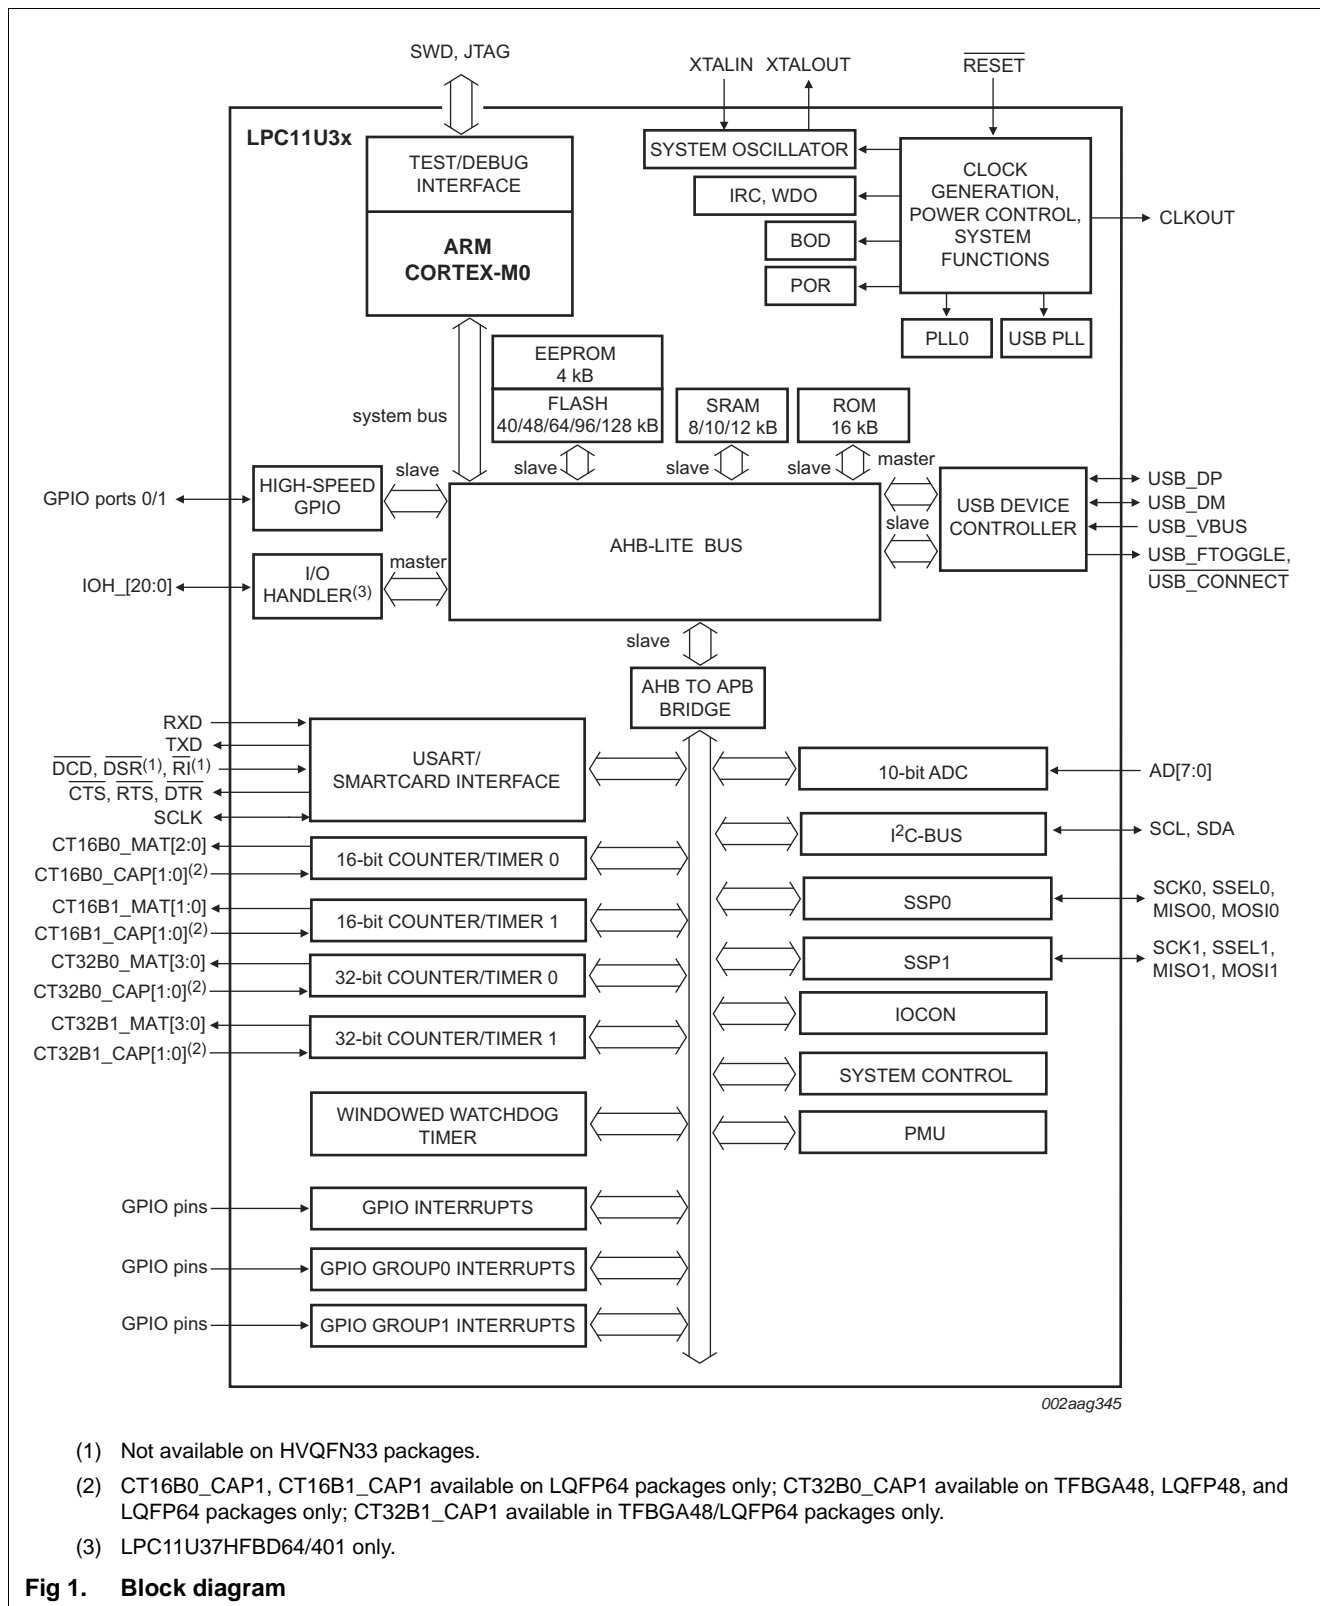 SWD, JTAG
XTALIN XTALOUT
RESET
LPC11U3x
TEST/DEBUG
INTERFACE
ARM
CORTEX-M0
SYSTEM OSCILLATOR
IRC, WDO
BOD
POR
CLOCK
GENERATION,
POWER CONTROL,
SYSTEM
FUNCTIONS
CLKOUT
PLL0
USB PLL
system bus
EEPROM
4 kB
FLASH
40/48/64/96/128 kB
SRAM
8/10/12 kB
ROM
16 kB
slave
slave
slave
slave
master
GPIO ports 0/1
HIGH-SPEED
GPIO
IOH_[20:0]
I/O
HANDLER(3)
master
AHB-LITE BUS
slave
USB DEVICE
CONTROLLER
USB_DP
USB_DM
USB_VBUS
USB_FTOGGLE,
USB_CONNECT
slave
AHB TO APB
BRIDGE
RXD
TXD
DCD, DSR(1), RI(1)
CTS, RTS, DTR
SCLK
USART/
SMARTCARD INTERFACE
CT16B0_MAT[2:0]
CT16B0_CAP[1:0](2)
16-bit COUNTER/TIMER 0
CT16B1_MAT[1:0]
CT16B1_CAP[1:0](2)
16-bit COUNTER/TIMER 1
CT32B0_MAT[3:0]
CT32B0_CAP[1:0](2)
32-bit COUNTER/TIMER 0
CT32B1_MAT[3:0]
CT32B1_CAP[1:0](2)
32-bit COUNTER/TIMER 1
WINDOWED WATCHDOG
TIMER
GPIO pins
GPIO INTERRUPTS
GPIO pins
GPIO GROUP0 INTERRUPTS
GPIO pins
GPIO GROUP1 INTERRUPTS
10-bit ADC
AD[7:0]
I2C-BUS
SCL, SDA
SSP0
SCK0, SSEL0,
MISO0, MOSI0
SSP1
SCK1, SSEL1,
MISO1, MOSI1
IOCON
SYSTEM CONTROL
PMU
002aag345
(1) Not available on HVQFN33 packages.
(2) CT16B0_CAP1, CT16B1_CAP1 available on LQFP64 packages only; CT32B0_CAP1 available on TFBGA48, LQFP48, and
LQFP64 packages only; CT32B1_CAP1 available in TFBGA48/LQFP64 packages only.
(3) LPC11U37HFBD64/401 only.
Fig 1. Block diagram